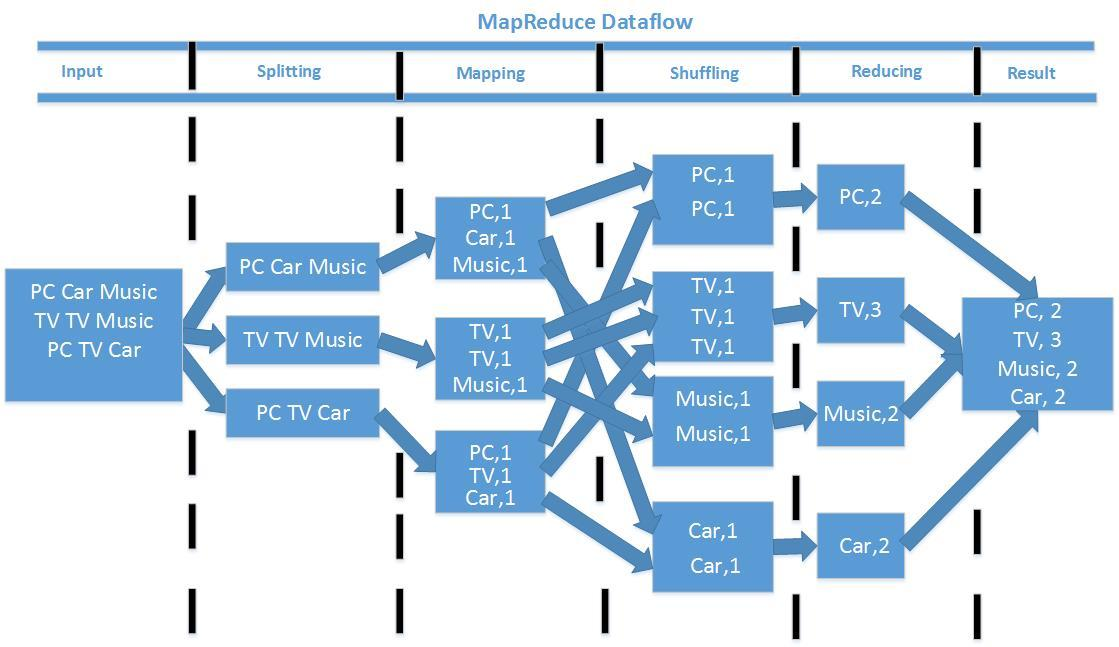 MapReduce Dataflow
Input
Splitting
Mapping
Shuffling
Reducing
Result
PC Car Music
TV TV Music
PC TV Car
PC Car Music
TV TV Music
PC TV Car
PC,1
Car,1
Music,1
TV,1
TV,1
Music,1
PC,1
TV,1
Car,1
PC,1
PC,1
TV,1
TV,1
TV,1
Music,1
Music,1
Car,1
Car,1
PC,2
TV,3
Music,2
Car,2
PC, 2
TV, 3
Music, 2
Car, 2